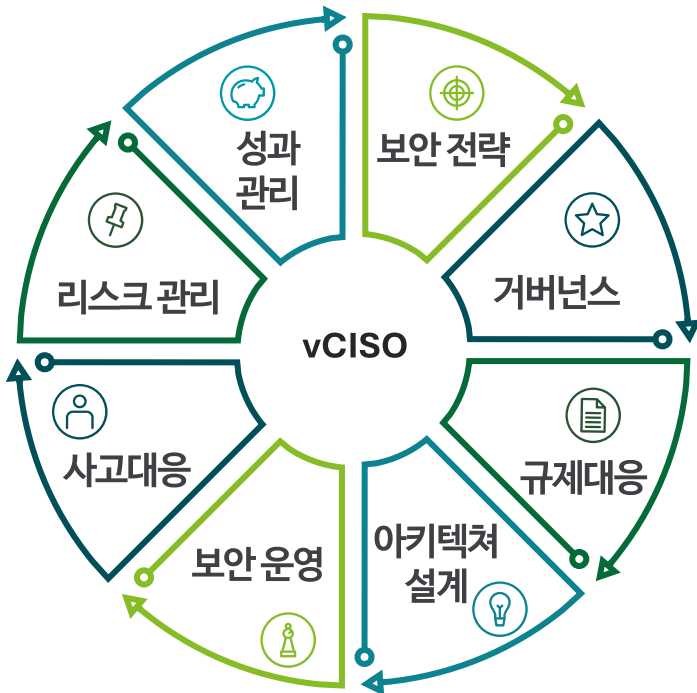 성과
관리
보안 전략
거버넌스
규제대응
아키텍쳐
설계
보안 운영
사고대응
리스크 관리
vCISO